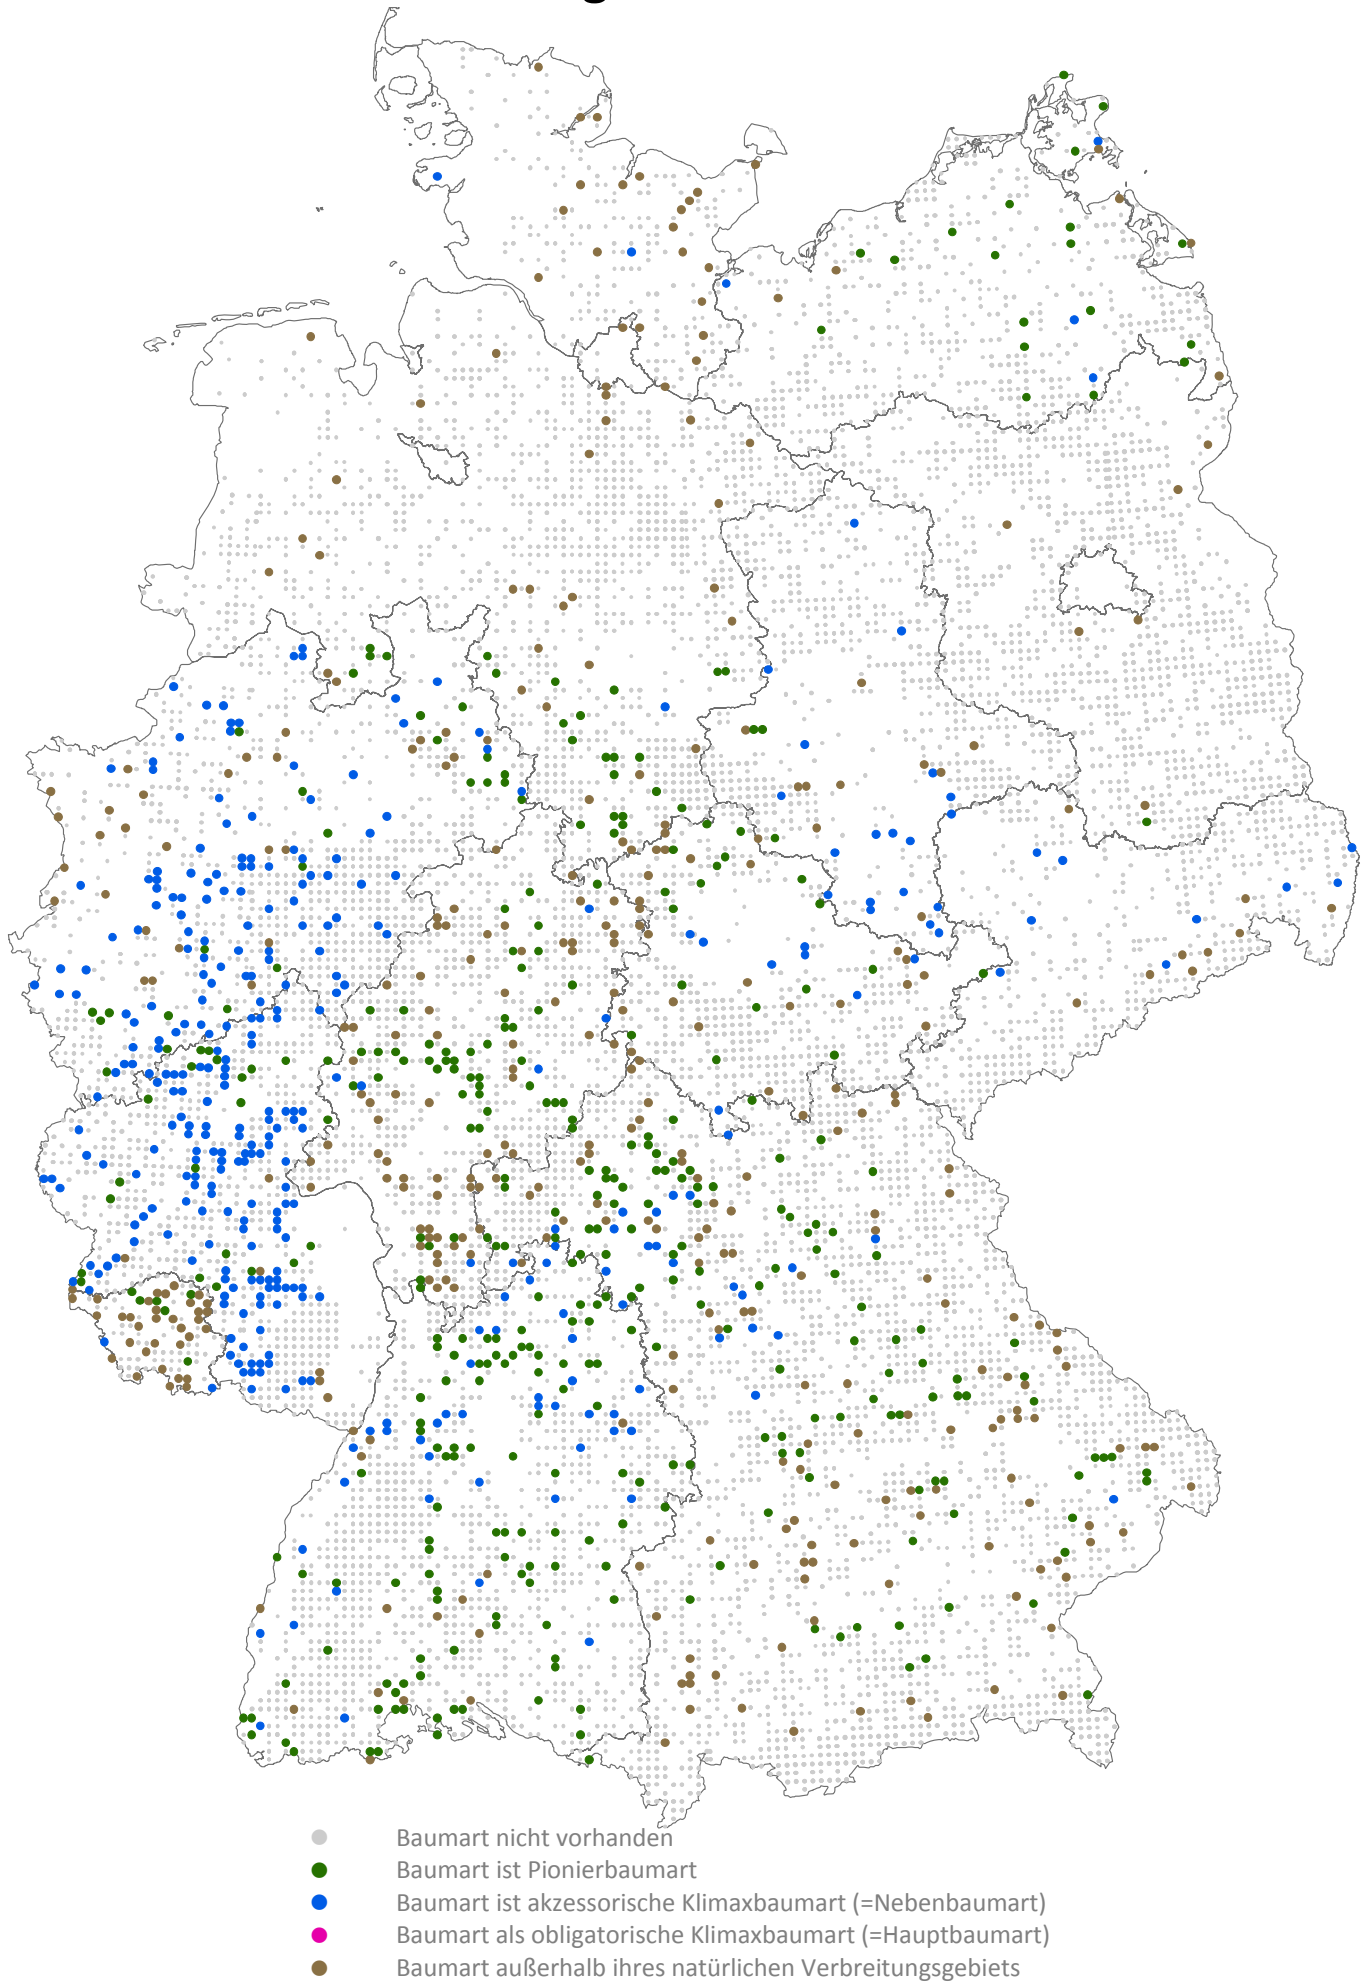 Baumart nicht vorhanden
Baumart ist Pionierbaumart
Baumart ist akzessorische Klimaxbaumart (=Nebenbaumart)
Baumart als obligatorische Klimaxbaumart (=Hauptbaumart)
Baumart außerhalb ihres natürlichen Verbreitungsgebiets